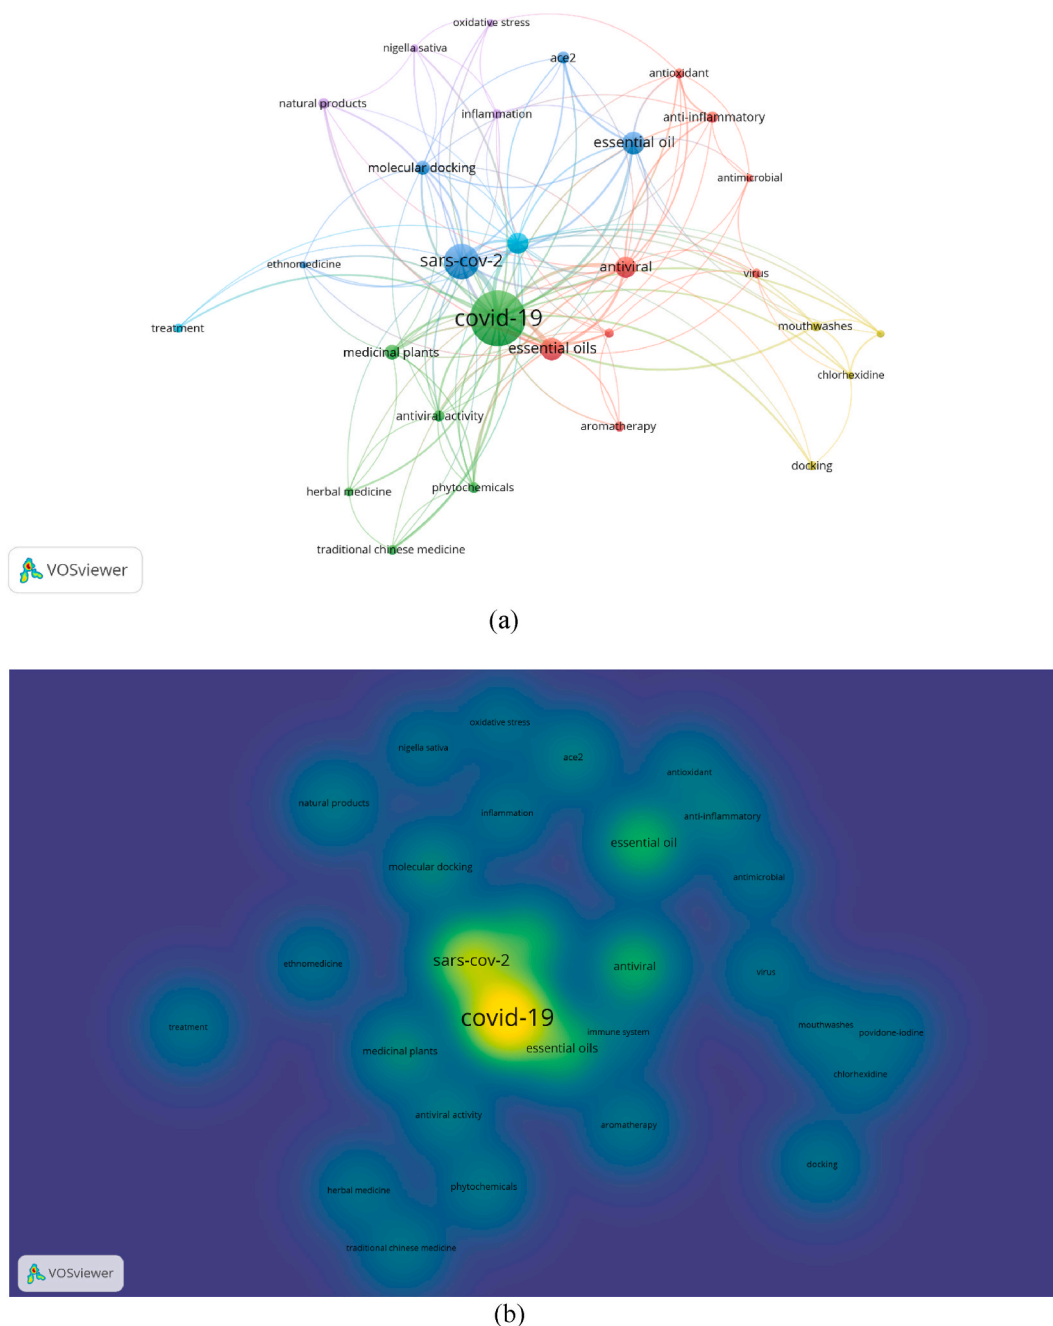 oxidative stress
nigella sativa
ace2
antioxidant
natural products
inflammation
anti-inflammatory
essential oil
molecular docking
antimicrobial
sars-cov-2
ethnomedicine
antiviral
virus
covid-19
treatment
mouthwashes
medicinal plants
essential oils
chlorhexidine
antiviral activity
aromatherapy
docking
herbal medicine
phytochemicals
traditional chinese medicine
VOSviewer
(a)
oxidative stress
nigella sativa
ace2
antioxidant
natural products
inflammation
anti-inflammatory
essential oil
molecular docking
antimicrobial
sars-cov-2
ethnomedicine
antiviral
virus
covid-19
treatment
mouthwashes
immune system
povidone-iodine
medicinal plants
essential oils
chlorhexidine
antiviral activity
aromatherapy
docking
herbal medicine
phytochemicals
traditional chinese medicine
VOSviewer
(b)